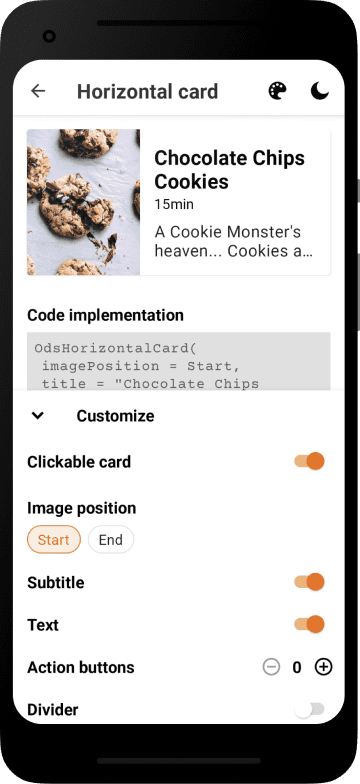 Horizontal card
Chocolate Chips
Cookies
15min
A Cookie Monster's
heaven... Cookies a...
Code implementation
OdsHorizontalCard(
imagePosition = Start,
title = "Chocolate Chips
Customize
Clickable card
Image position
Start End
Subtitle
Text
Action buttons 0
Divider